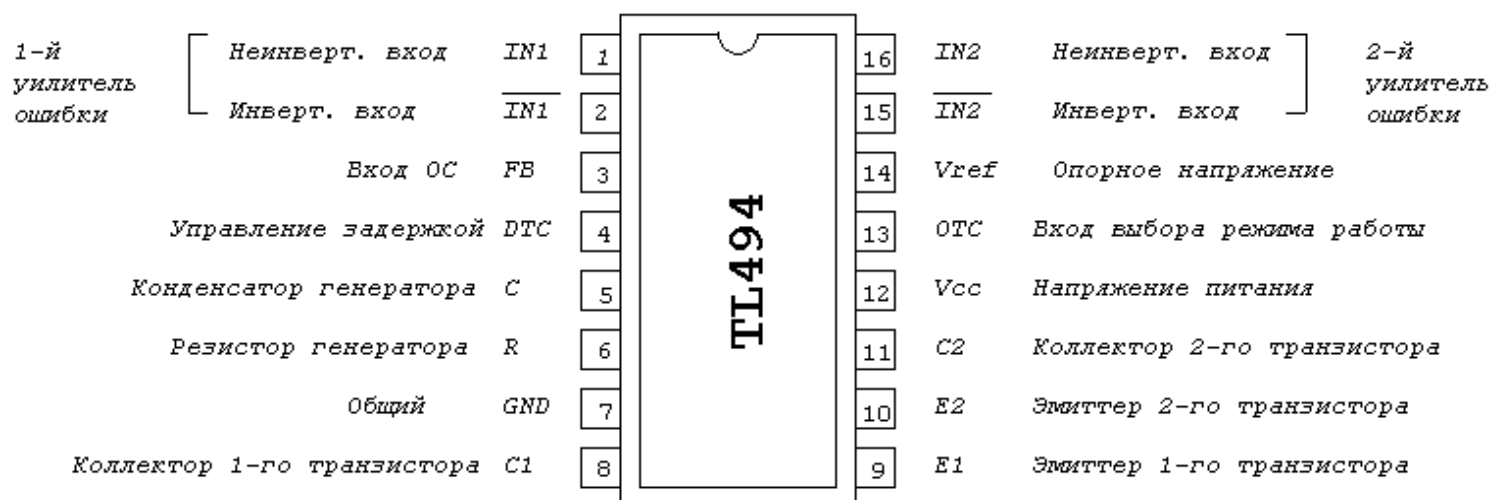 1-й уилитель ошибки Неинверт. вход IN1 1 16 IN2 Неинверт. вход 2-й уилитель ошибки
Инверт. вход IN1 2 15 IN2 Инверт. вход
Вход ОС FB 3 14 Vref Опорное напряжение
Управление задержкой DTC 4 13 OTC Вход выбора режима работы
Конденсатор генератора C 5 12 Vcc Напряжение питания
Резистор генератора R 6 11 C2 Коллектор 2-го транзистора
Общий GND 7 10 E2 Эмиттер 2-го транзистора
Коллектор 1-го транзистора C1 8 9 E1 Эмиттер 1-го транзистора
TL494